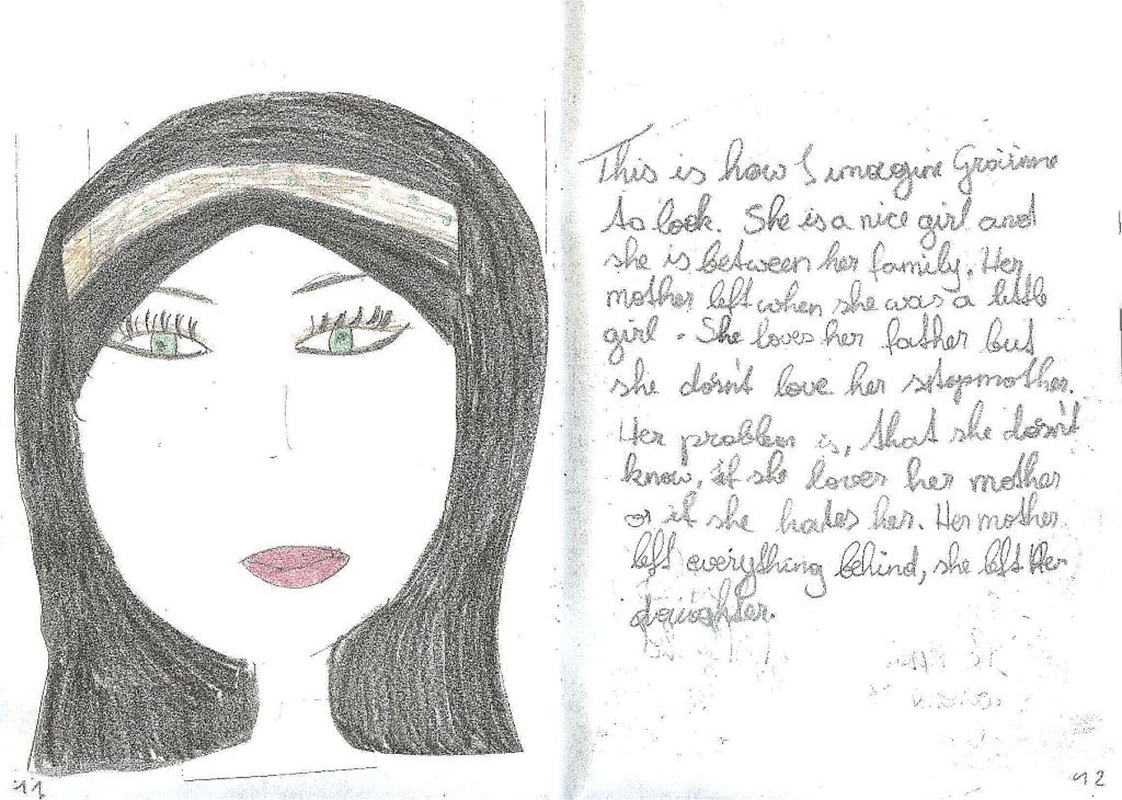 This is how I imagine Grainne
to look. She is a nice girl and
she is between her family. Her
mother left when she was a little
girl. She loves her father but
she dosn't love her sstepmother.
Her problem is, that she dosn't
know, if she loves her mother
or if she hates her. Her mother
left everything behind, she left Her
daughter.
11
12